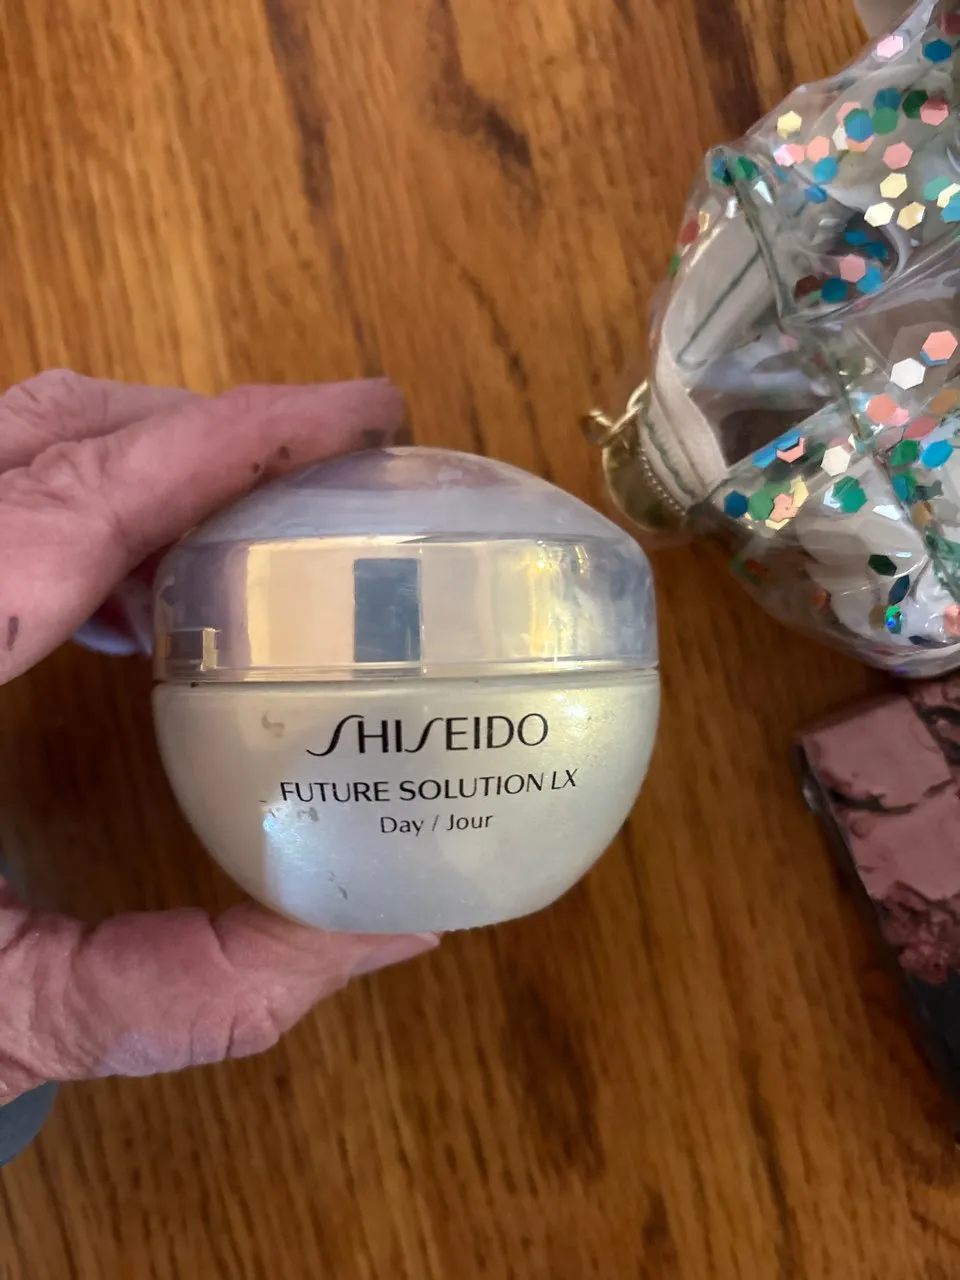 SHISEIDO
FUTURE SOLUTION LX
Day / Jour